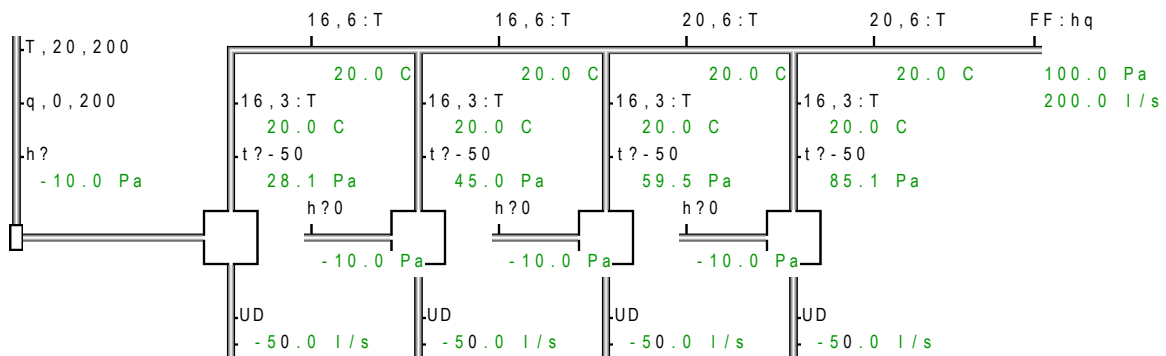 16,6:T 16,6:T 20,6:T 20,6:T FF:hq
T,20,200
20.0 C 20.0 C 20.0 C 20.0 C 100.0 Pa
q,0,200 16,3:T 16,3:T 16,3:T 16,3:T 200.0 l/s
20.0 C 20.0 C 20.0 C 20.0 C
h? t?-50 t?-50 t?-50 t?-50
-10.0 Pa 28.1 Pa 45.0 Pa 59.5 Pa 85.1 Pa
h?0 h?0 h?0
-10.0 Pa -10.0 Pa -10.0 Pa
UD UD UD UD
-50.0 l/s -50.0 l/s -50.0 l/s -50.0 l/s